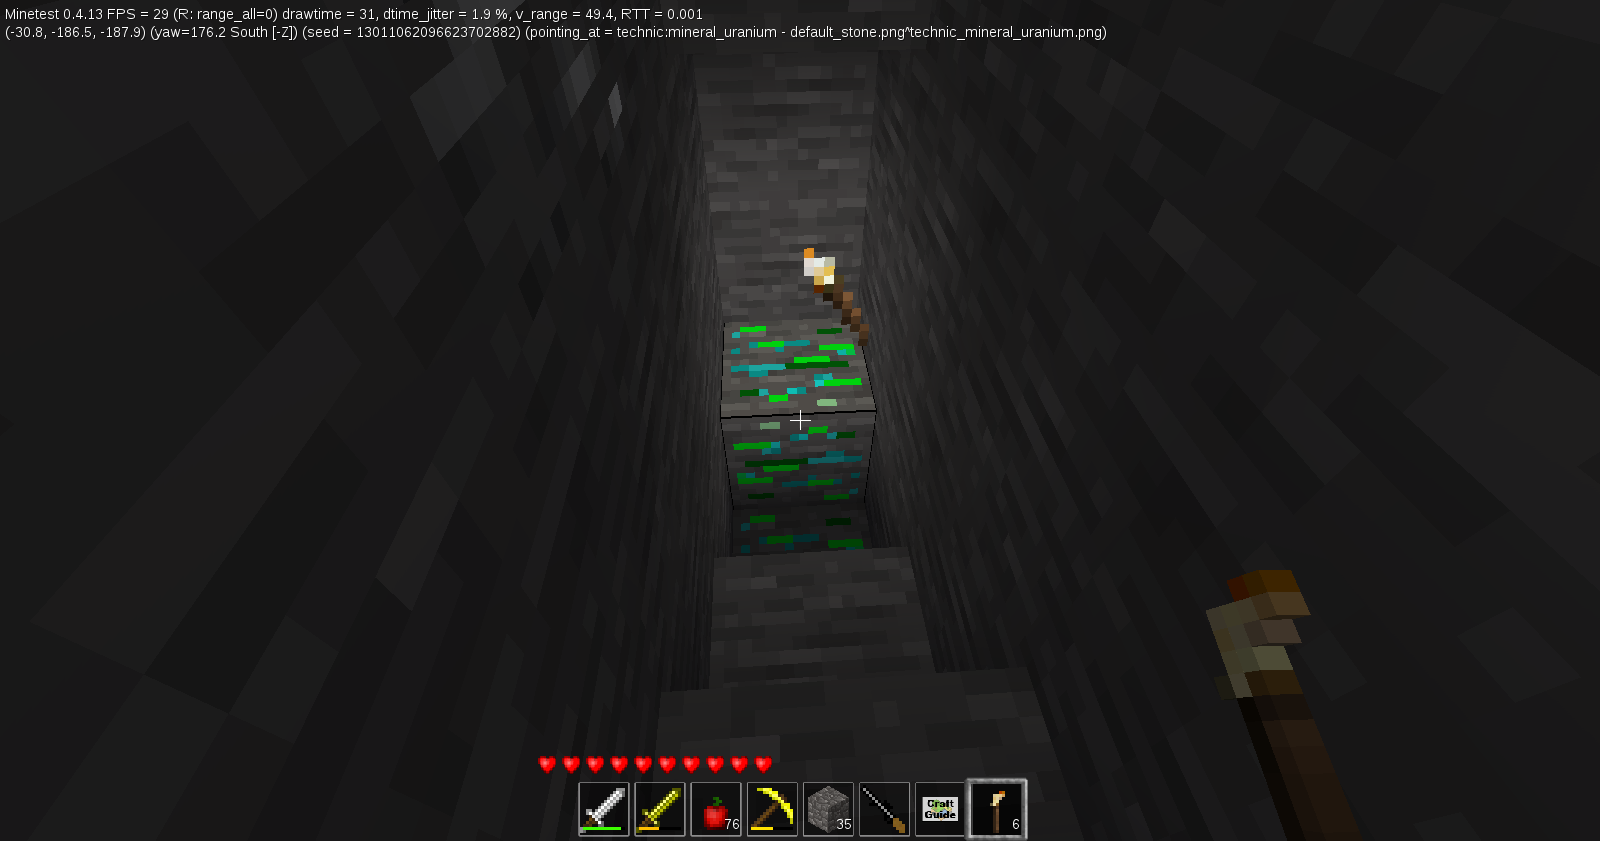 Minetest 0.4.13 FPS = 29 (R: range_all=0) drawtime = 31, dtime_jitter = 1.9 %, v_range = 49.4, RTT = 0.001
(-30.8, -186.5, -187.9) (yaw=176.2 South [-Z]) (seed = 13011062096623702882) (pointing_at = technic:mineral_uranium - default_stone.png^technic_mineral_uranium.png)
76
35
Craft
Guide
6